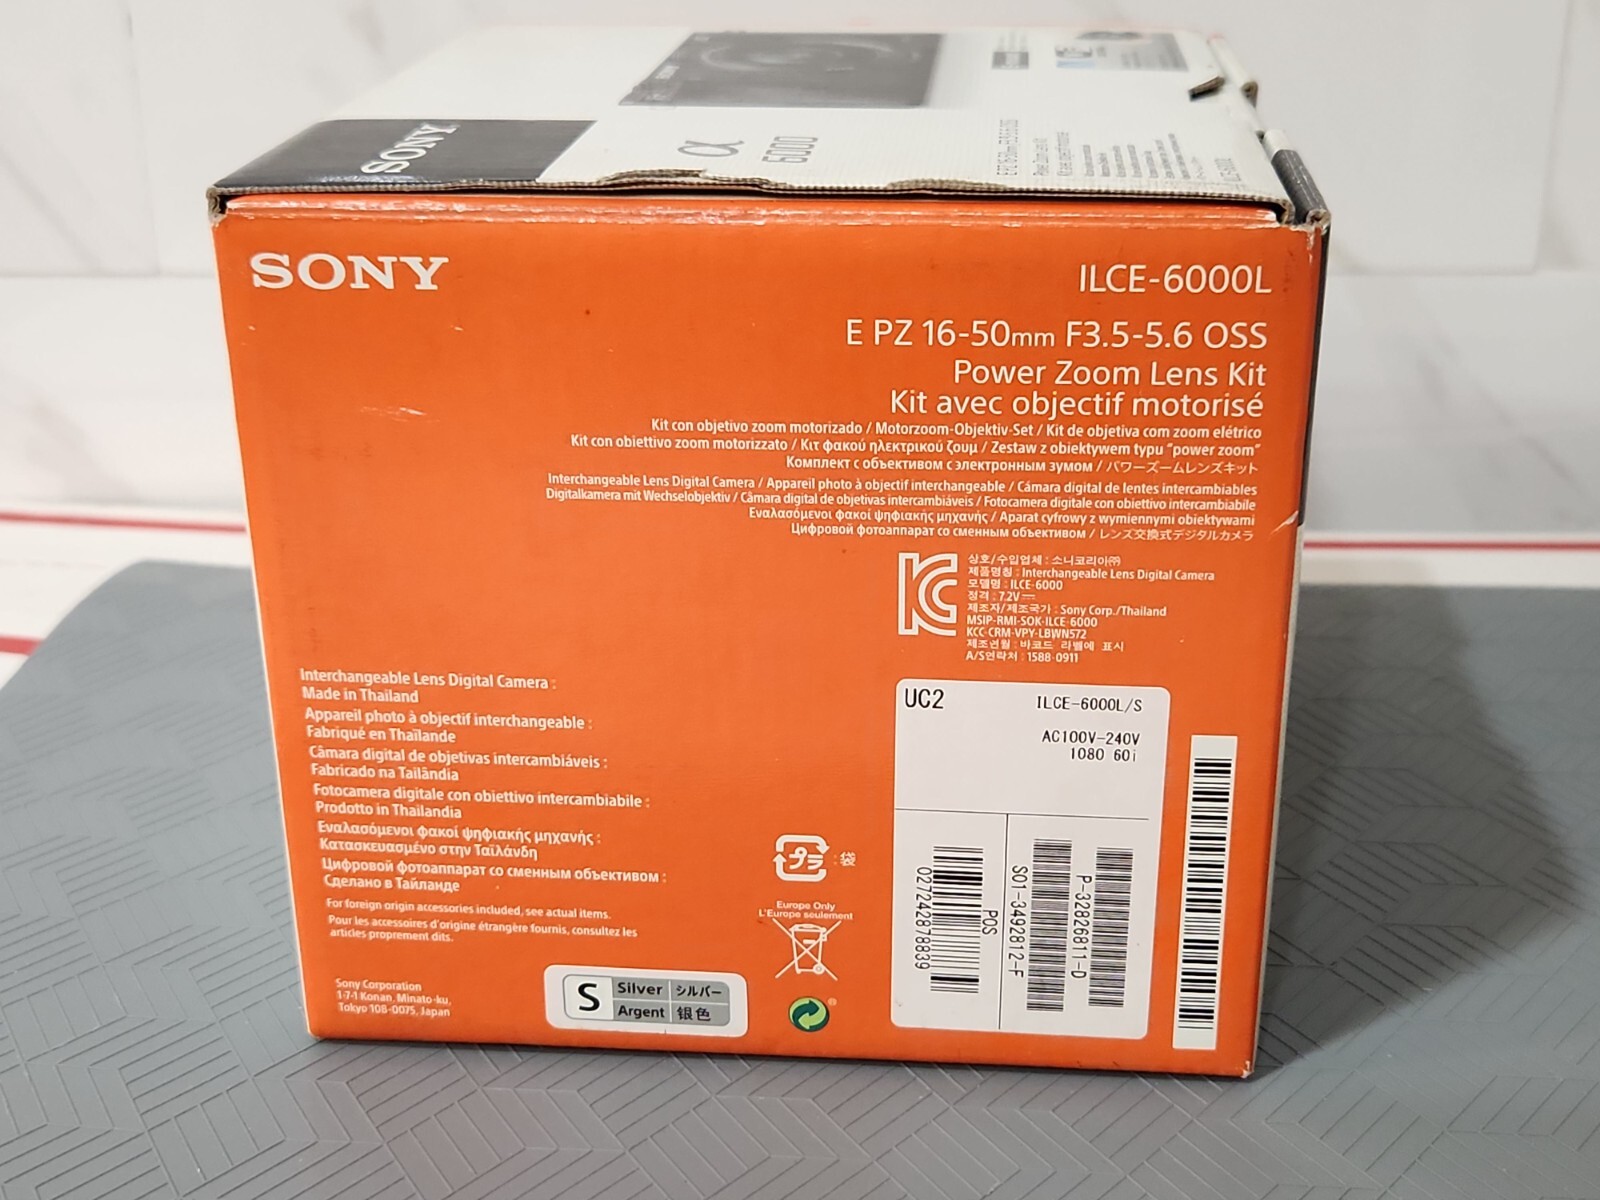 SONY
α
6000
SONY
ILCE-6000L
E PZ 16-50mm F3.5-5.6 OSS
Power Zoom Lens Kit
Kit avec objectif motorisé
Kit con objetivo zoom motorizado / Motorzoom-Objektiv-Set / Kit de objetiva com zoom elétrico
Kit con obiettivo zoom motorizzato / Κιτ φακού ηλεκτρικού ζουμ / Zestaw z obiektywem typu "power zoom"
Комплект с объективом с электронным зумом / パワーズームレンズキット
Interchangeable Lens Digital Camera / Appareil photo à objectif interchangeable / Cámara digital de lentes intercambiables
Digitalkamera mit Wechselobjektiv / Câmara digital de objetivas intercambiáveis / Fotocamera digitale con obiettivo intercambiabile
Εναλασόμενοι φακοί ψηφιακής μηχανής / Aparat cyfrowy z wymiennymi obiektywami
Цифровой фотоаппарат со сменным объективом / レンズ交換式デジタルカメラ
상호/수입업체 : 소니코리아㈜
제품명칭 : Interchangeable Lens Digital Camera
모델명 : ILCE-6000
정격 : 7.2V
제조자/제조국가 : Sony Corp./Thailand
MSIP-RMI-SOK-ILCE-6000
KCC-CRM-VPY-LBWN572
제조연월 : 바코드 라벨에 표시
A/S연락처 : 1588-0911
Interchangeable Lens Digital Camera :
Made in Thailand
Appareil photo à objectif interchangeable :
Fabriqué en Thaïlande
Câmara digital de objetivas intercambiáveis :
Fabricado na Tailândia
Fotocamera digitale con obiettivo intercambiabile :
Prodotto in Thailandia
Εναλασόμενοι φακοί ψηφιακής μηχανής :
Κατασκευασμένο στην Ταϊλάνδη
Цифровой фотоаппарат со сменным объективом :
Сделано в Тайланде
For foreign origin accessories included, see actual items.
Pour les accessoires d'origine étrangère fournis, consultez les
articles proprement dits.
Sony Corporation
1-7-1 Konan, Minato-ku,
Tokyo 108-0075, Japan
S
Silver シルバー
Argent 银色
プラ : 袋
Europe Only
L'Europe seulement
UC2
ILCE-6000L/S
AC100V-240V
1080 60i
POS
027242878839
S01-3492812-F
P-32826811-D